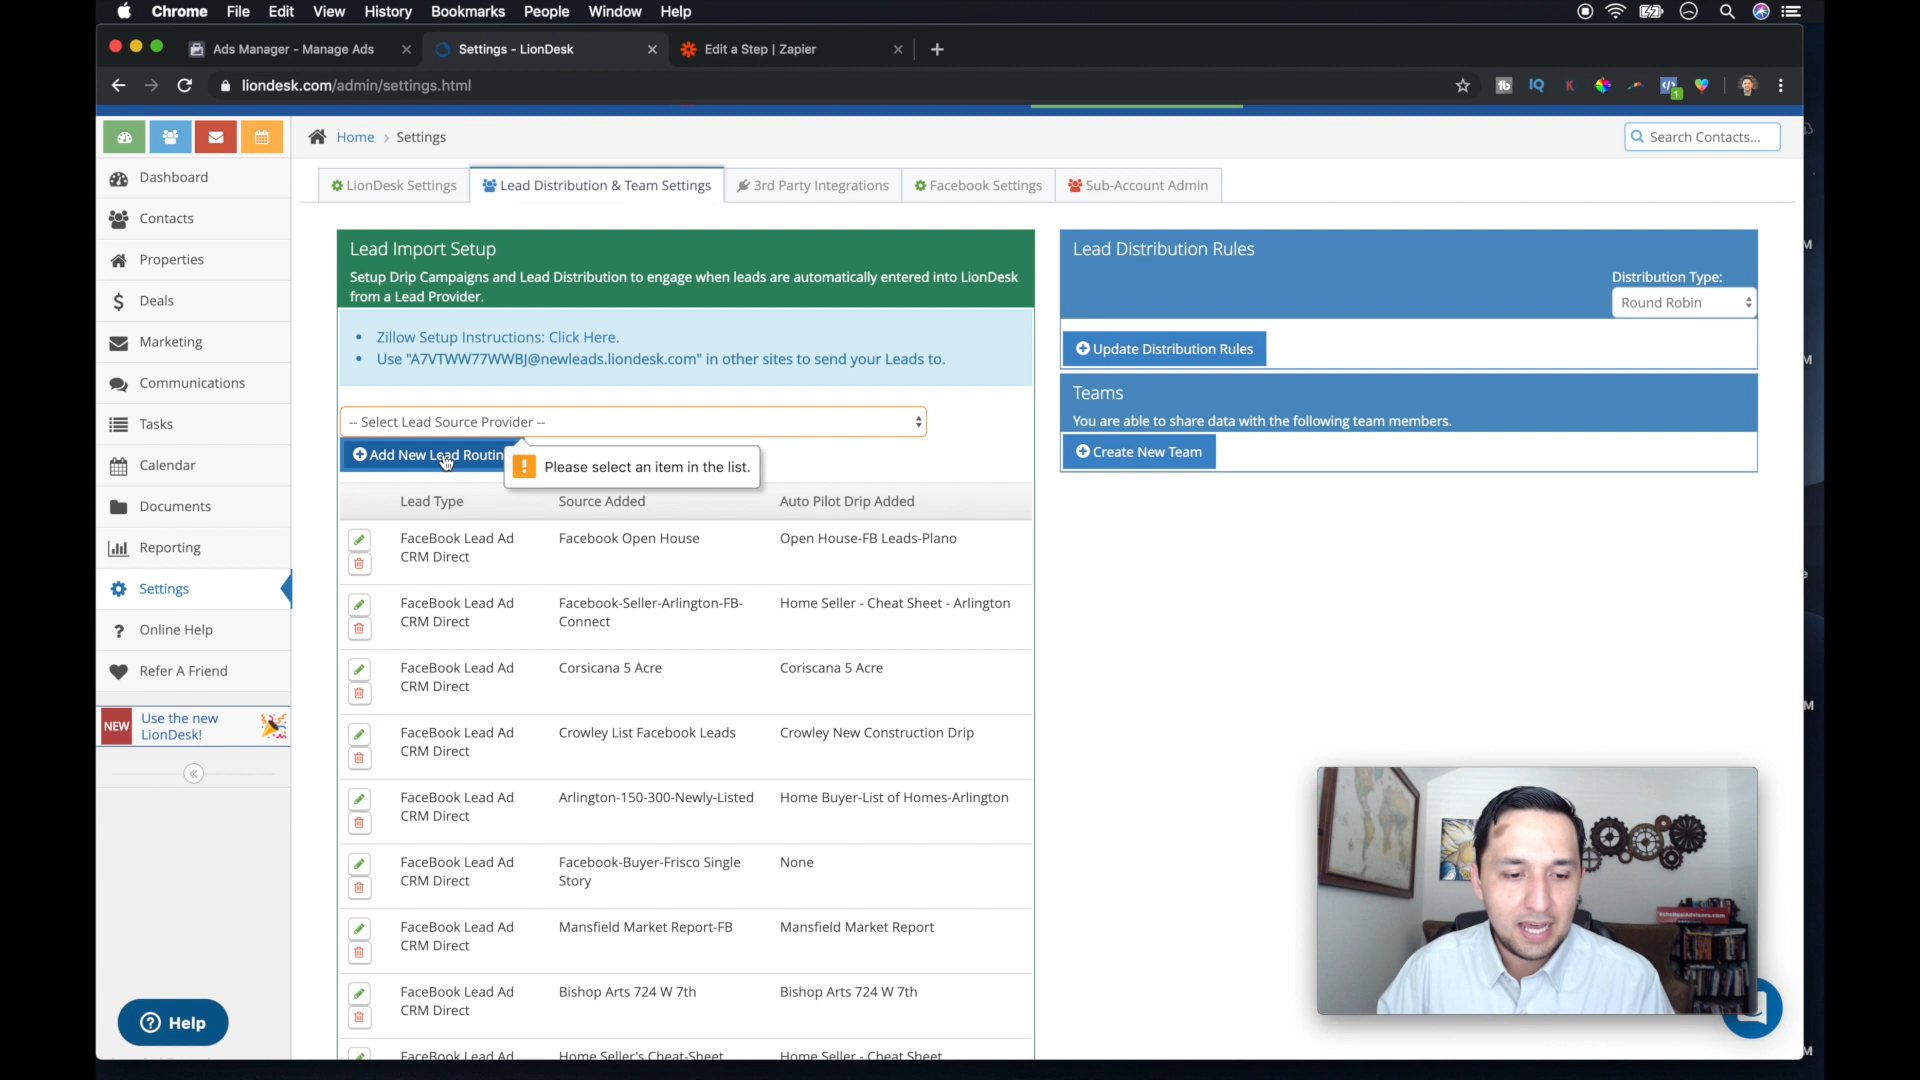 Chrome File Edit View History Bookmarks People Window Help
Ads Manager - Manage Ads
Settings - LionDesk
Edit a Step | Zapier
liondesk.com/admin/settings.html
Home > Settings
Search Contacts...
Dashboard
Contacts
Properties
Deals
Marketing
Communications
Tasks
Calendar
Documents
Reporting
Settings
Online Help
Refer A Friend
NEW
Use the new
LionDesk!
Help
LionDesk Settings
Lead Distribution & Team Settings
3rd Party Integrations
Facebook Settings
Sub-Account Admin
Lead Import Setup
Setup Drip Campaigns and Lead Distribution to engage when leads are automatically entered into LionDesk
from a Lead Provider.
Zillow Setup Instructions: Click Here.
Use "A7VTWW77WWBJ@newleads.liondesk.com" in other sites to send your Leads to.
-- Select Lead Source Provider --
Add New Lead Routin
Please select an item in the list.
Lead Type Source Added Auto Pilot Drip Added
FaceBook Lead Ad Facebook Open House Open House-FB Leads-Plano
CRM Direct
FaceBook Lead Ad Facebook-Seller-Arlington-FB- Home Seller - Cheat Sheet - Arlington
CRM Direct Connect
FaceBook Lead Ad Corsicana 5 Acre Coriscana 5 Acre
CRM Direct
FaceBook Lead Ad Crowley List Facebook Leads Crowley New Construction Drip
CRM Direct
FaceBook Lead Ad Arlington-150-300-Newly-Listed Home Buyer-List of Homes-Arlington
CRM Direct
FaceBook Lead Ad Facebook-Buyer-Frisco Single None
CRM Direct Story
FaceBook Lead Ad Mansfield Market Report-FB Mansfield Market Report
CRM Direct
FaceBook Lead Ad Bishop Arts 724 W 7th Bishop Arts 724 W 7th
CRM Direct
FaceBook Lead Ad Home Seller's Cheat-Sheet Home Seller - Cheat Sheet
Lead Distribution Rules
Distribution Type:
Round Robin
Update Distribution Rules
Teams
You are able to share data with the following team members.
Create New Team